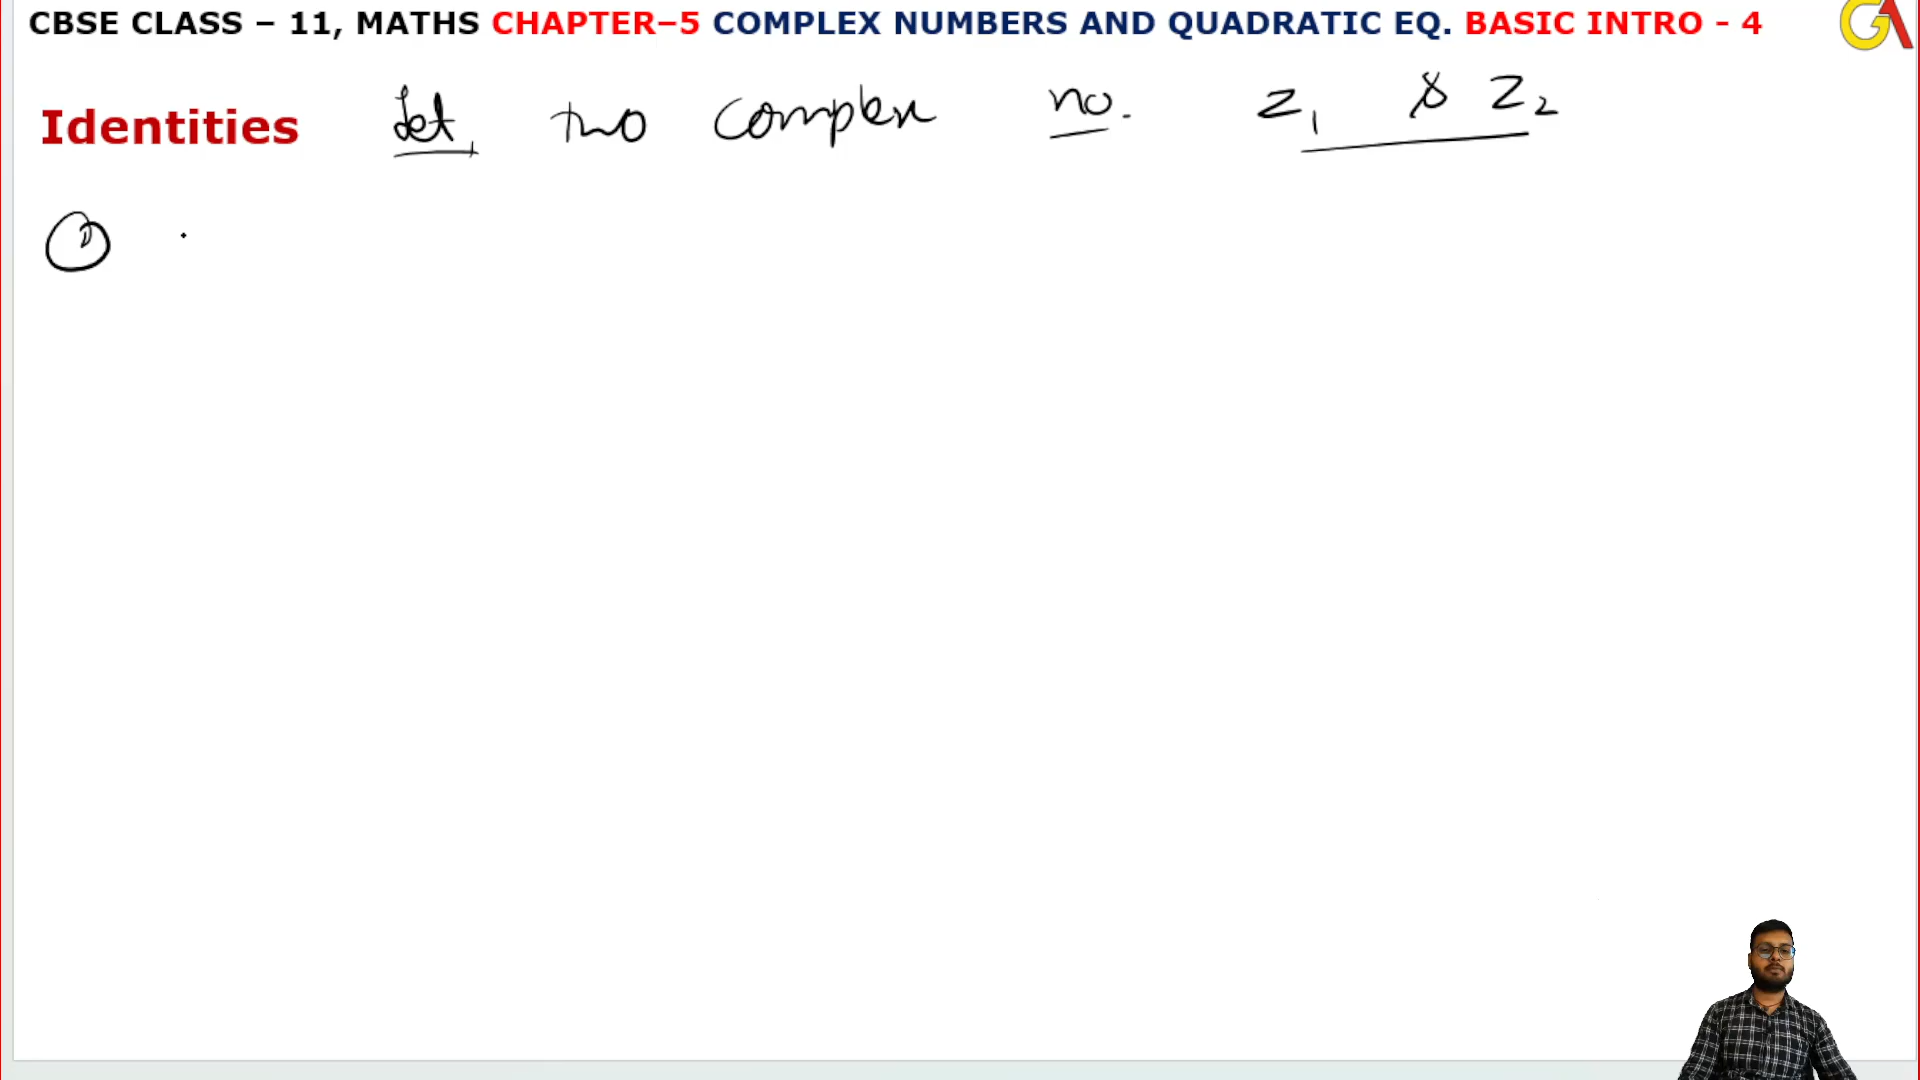 CBSE CLASS – 11, MATHS CHAPTER–5 COMPLEX NUMBERS AND QUADRATIC EQ. BASIC INTRO - 4
GA
Identities Let, two complex no. z₁ & z₂
①